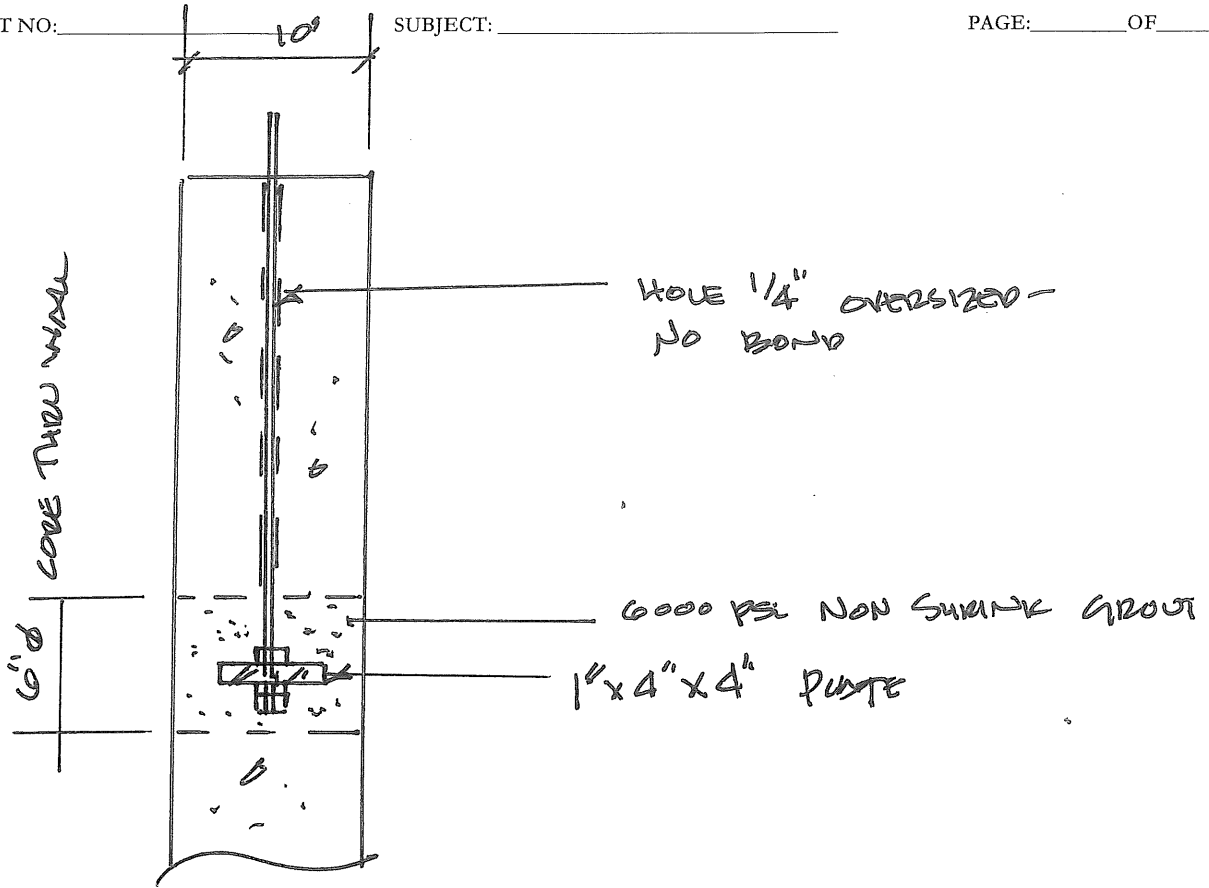 T NO:
SUBJECT:
PAGE: OF
10"
HOLE 1/4" OVERSIZED -
NO BOND
CORE THRU WALL
6"Ø
6000 PSI NON SHRINK GROUT
1" x 4" x 4" PLATE